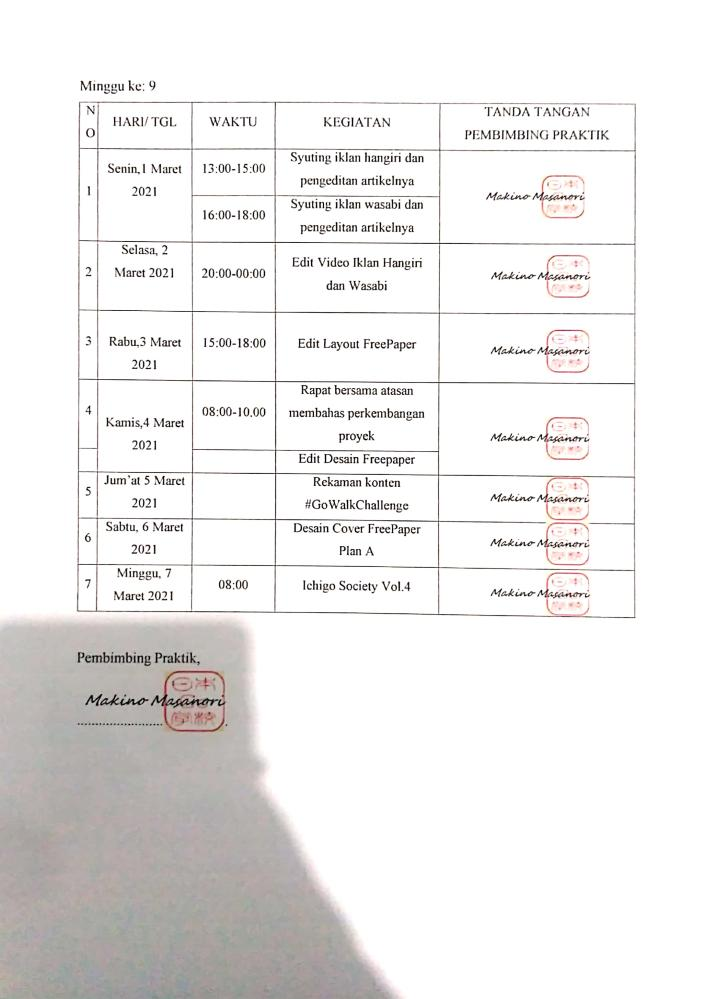 Minggu ke: 9
N
O
HARI/ TGL
WAKTU
KEGIATAN
TANDA TANGAN
PEMBIMBING PRAKTIK
1
Senin,1 Maret
2021
13:00-15:00
Syuting iklan hangiri dan
pengeditan artikelnya
16:00-18:00
Syuting iklan wasabi dan
pengeditan artikelnya
Makino Masanori
2
Selasa, 2
Maret 2021
20:00-00:00
Edit Video Iklan Hangiri
dan Wasabi
Makino Masanori
3
Rabu,3 Maret
2021
15:00-18:00
Edit Layout FreePaper
Makino Masanori
4
Kamis,4 Maret
2021
08:00-10.00
Rapat bersama atasan
membahas perkembangan
proyek
Edit Desain Freepaper
Makino Masanori
5
Jum'at 5 Maret
2021
Rekaman konten
#GoWalkChallenge
Makino Masanori
6
Sabtu, 6 Maret
2021
Desain Cover FreePaper
Plan A
Makino Masanori
7
Minggu, 7
Maret 2021
08:00
Ichigo Society Vol.4
Makino Masanori
Pembimbing Praktik,
Makino Masanori